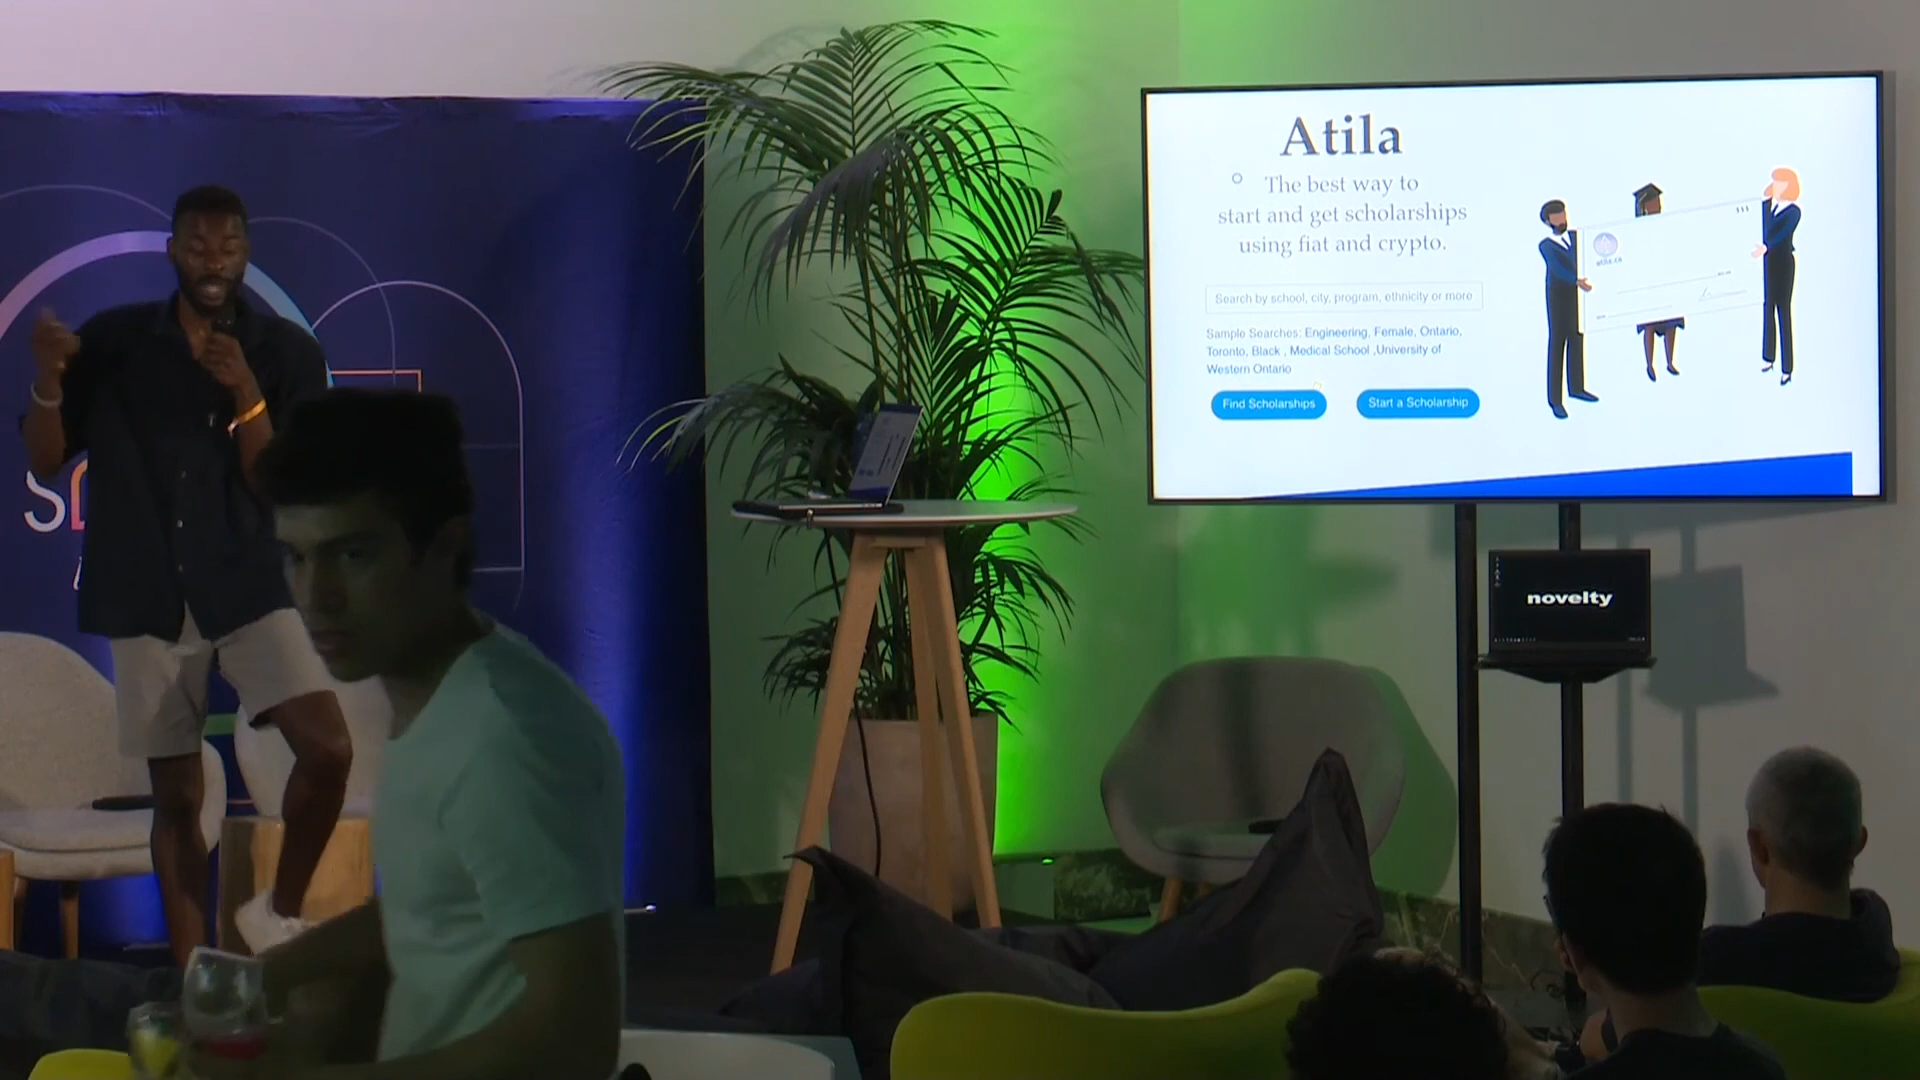 Atila
The best way to
start and get scholarships
using fiat and crypto.
Search by school, city, program, ethnicity or more
Sample Searches: Engineering, Female, Ontario,
Toronto, Black , Medical School ,University of
Western Ontario
Find Scholarships
Start a Scholarship
atila.ca
novelty